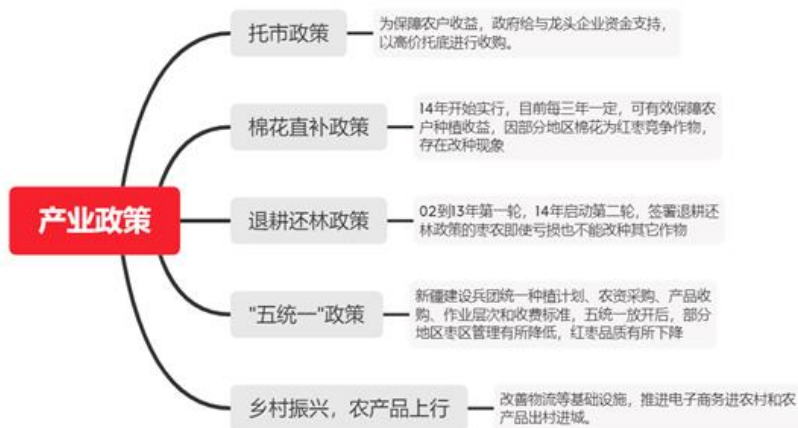 托市政策
为保障农户收益，政府给与龙头企业资金支持，
以高价托底进行收购。
棉花直补政策
14年开始实行，目前每三年一定，可有效保障农
户种植收益，因部分地区棉花为红枣竞争作物，
存在改种现象
产业政策
退耕还林政策
02到13年第一轮，14年启动第二轮，签署退耕还
林政策的枣农即使亏损也不能改种其它作物
"五统一"政策
新疆建设兵团统一种植计划、农资采购、产品收
购、作业层次和收费标准，五统一放开后，部分
地区枣区管理有所降低，红枣品质有所下降
乡村振兴，农产品上行
改善物流等基础设施，推进电子商务进农村和农
产品出村进城。